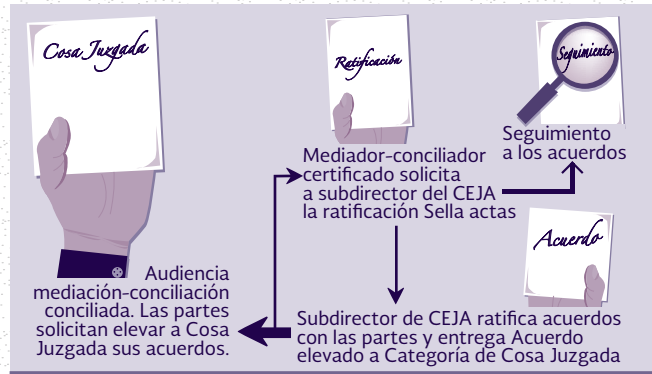 Cosa Juzgada
Audiencia
mediación-conciliación
conciliada. Las partes
solicitan elevar a Cosa
Juzgada sus acuerdos.
Ratificación
Mediador-conciliador
certificado solicita
a subdirector del CEJA
la ratificación Sella actas
Seguimiento
Seguimiento
a los acuerdos
Acuerdo
Subdirector de CEJA ratifica acuerdos
con las partes y entrega Acuerdo
elevado a Categoría de Cosa Juzgada